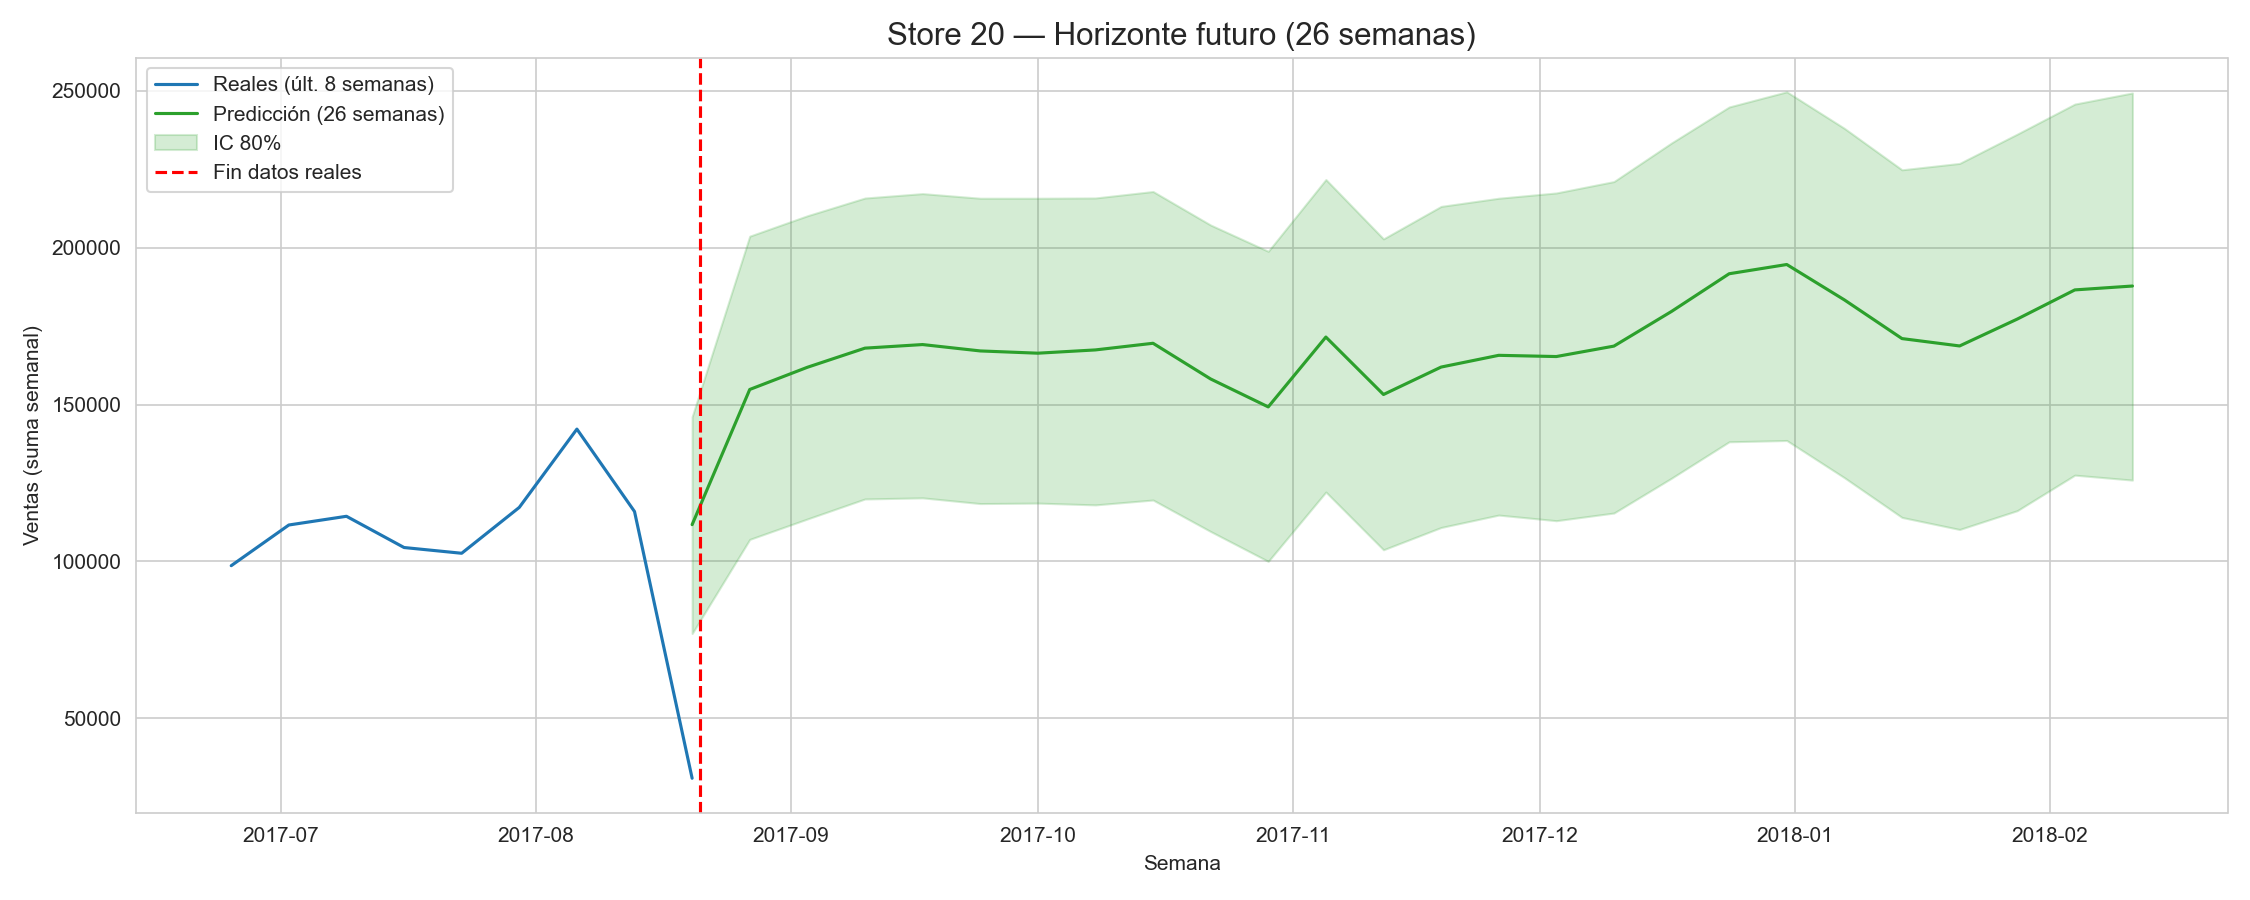 Store 20 — Horizonte futuro (26 semanas)
Reales (últ. 8 semanas)
Predicción (26 semanas)
IC 80%
Fin datos reales
250000
200000
150000
100000
50000
Ventas (suma semanal)
2017-07
2017-08
2017-09
2017-10
2017-11
2017-12
2018-01
2018-02
Semana